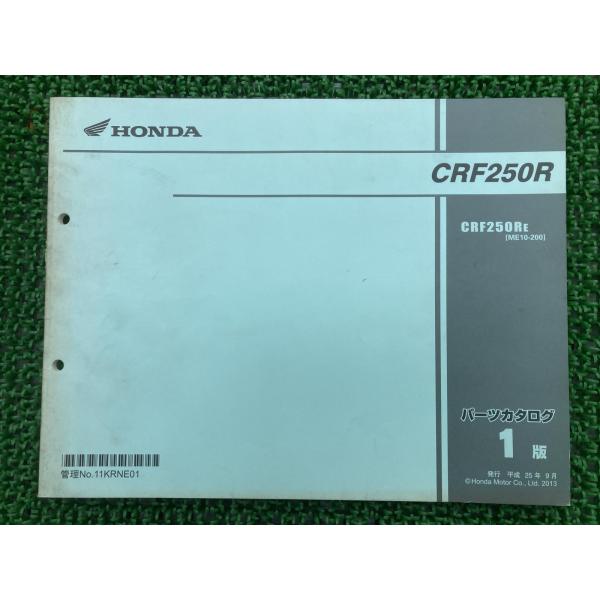 HONDA
CRF250R
CRF250RE
[ME10-200]
パーツカタログ
1版
発行 平成 25年 9月
©Honda Motor Co., Ltd. 2013
管理No.11KRNE01